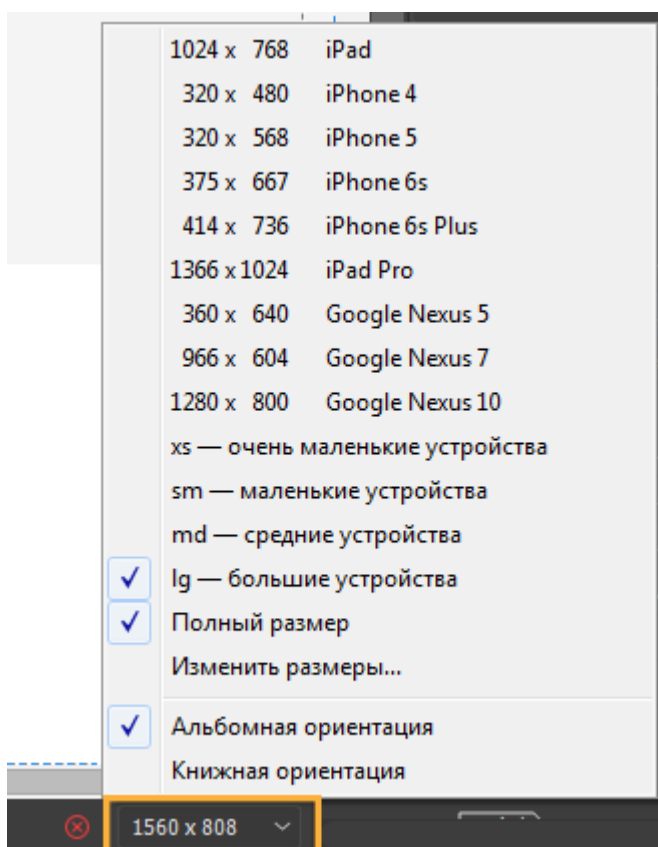 1024 x 768 iPad
320 x 480 iPhone 4
320 x 568 iPhone 5
375 x 667 iPhone 6s
414 x 736 iPhone 6s Plus
1366 x 1024 iPad Pro
360 x 640 Google Nexus 5
966 x 604 Google Nexus 7
1280 x 800 Google Nexus 10
xs — очень маленькие устройства
sm — маленькие устройства
md — средние устройства
lg — большие устройства
Полный размер
Изменить размеры...
Альбомная ориентация
Книжная ориентация
1560 x 808